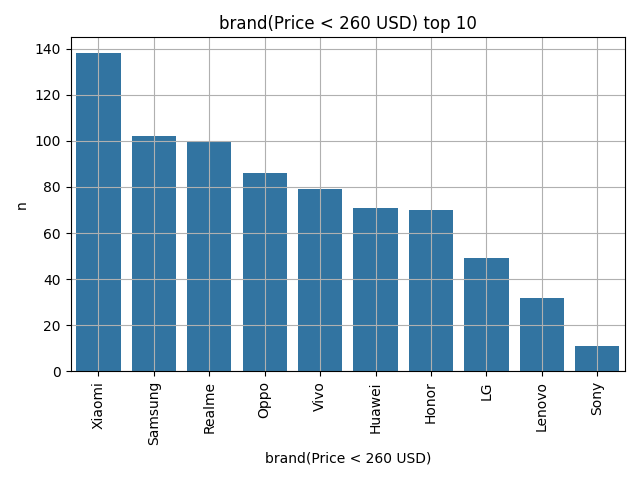 brand(Price < 260 USD) top 10
140
120
100
80
60
40
20
0
n
Xiaomi
Samsung
Realme
Oppo
Vivo
Huawei
Honor
LG
Lenovo
Sony
brand(Price < 260 USD)